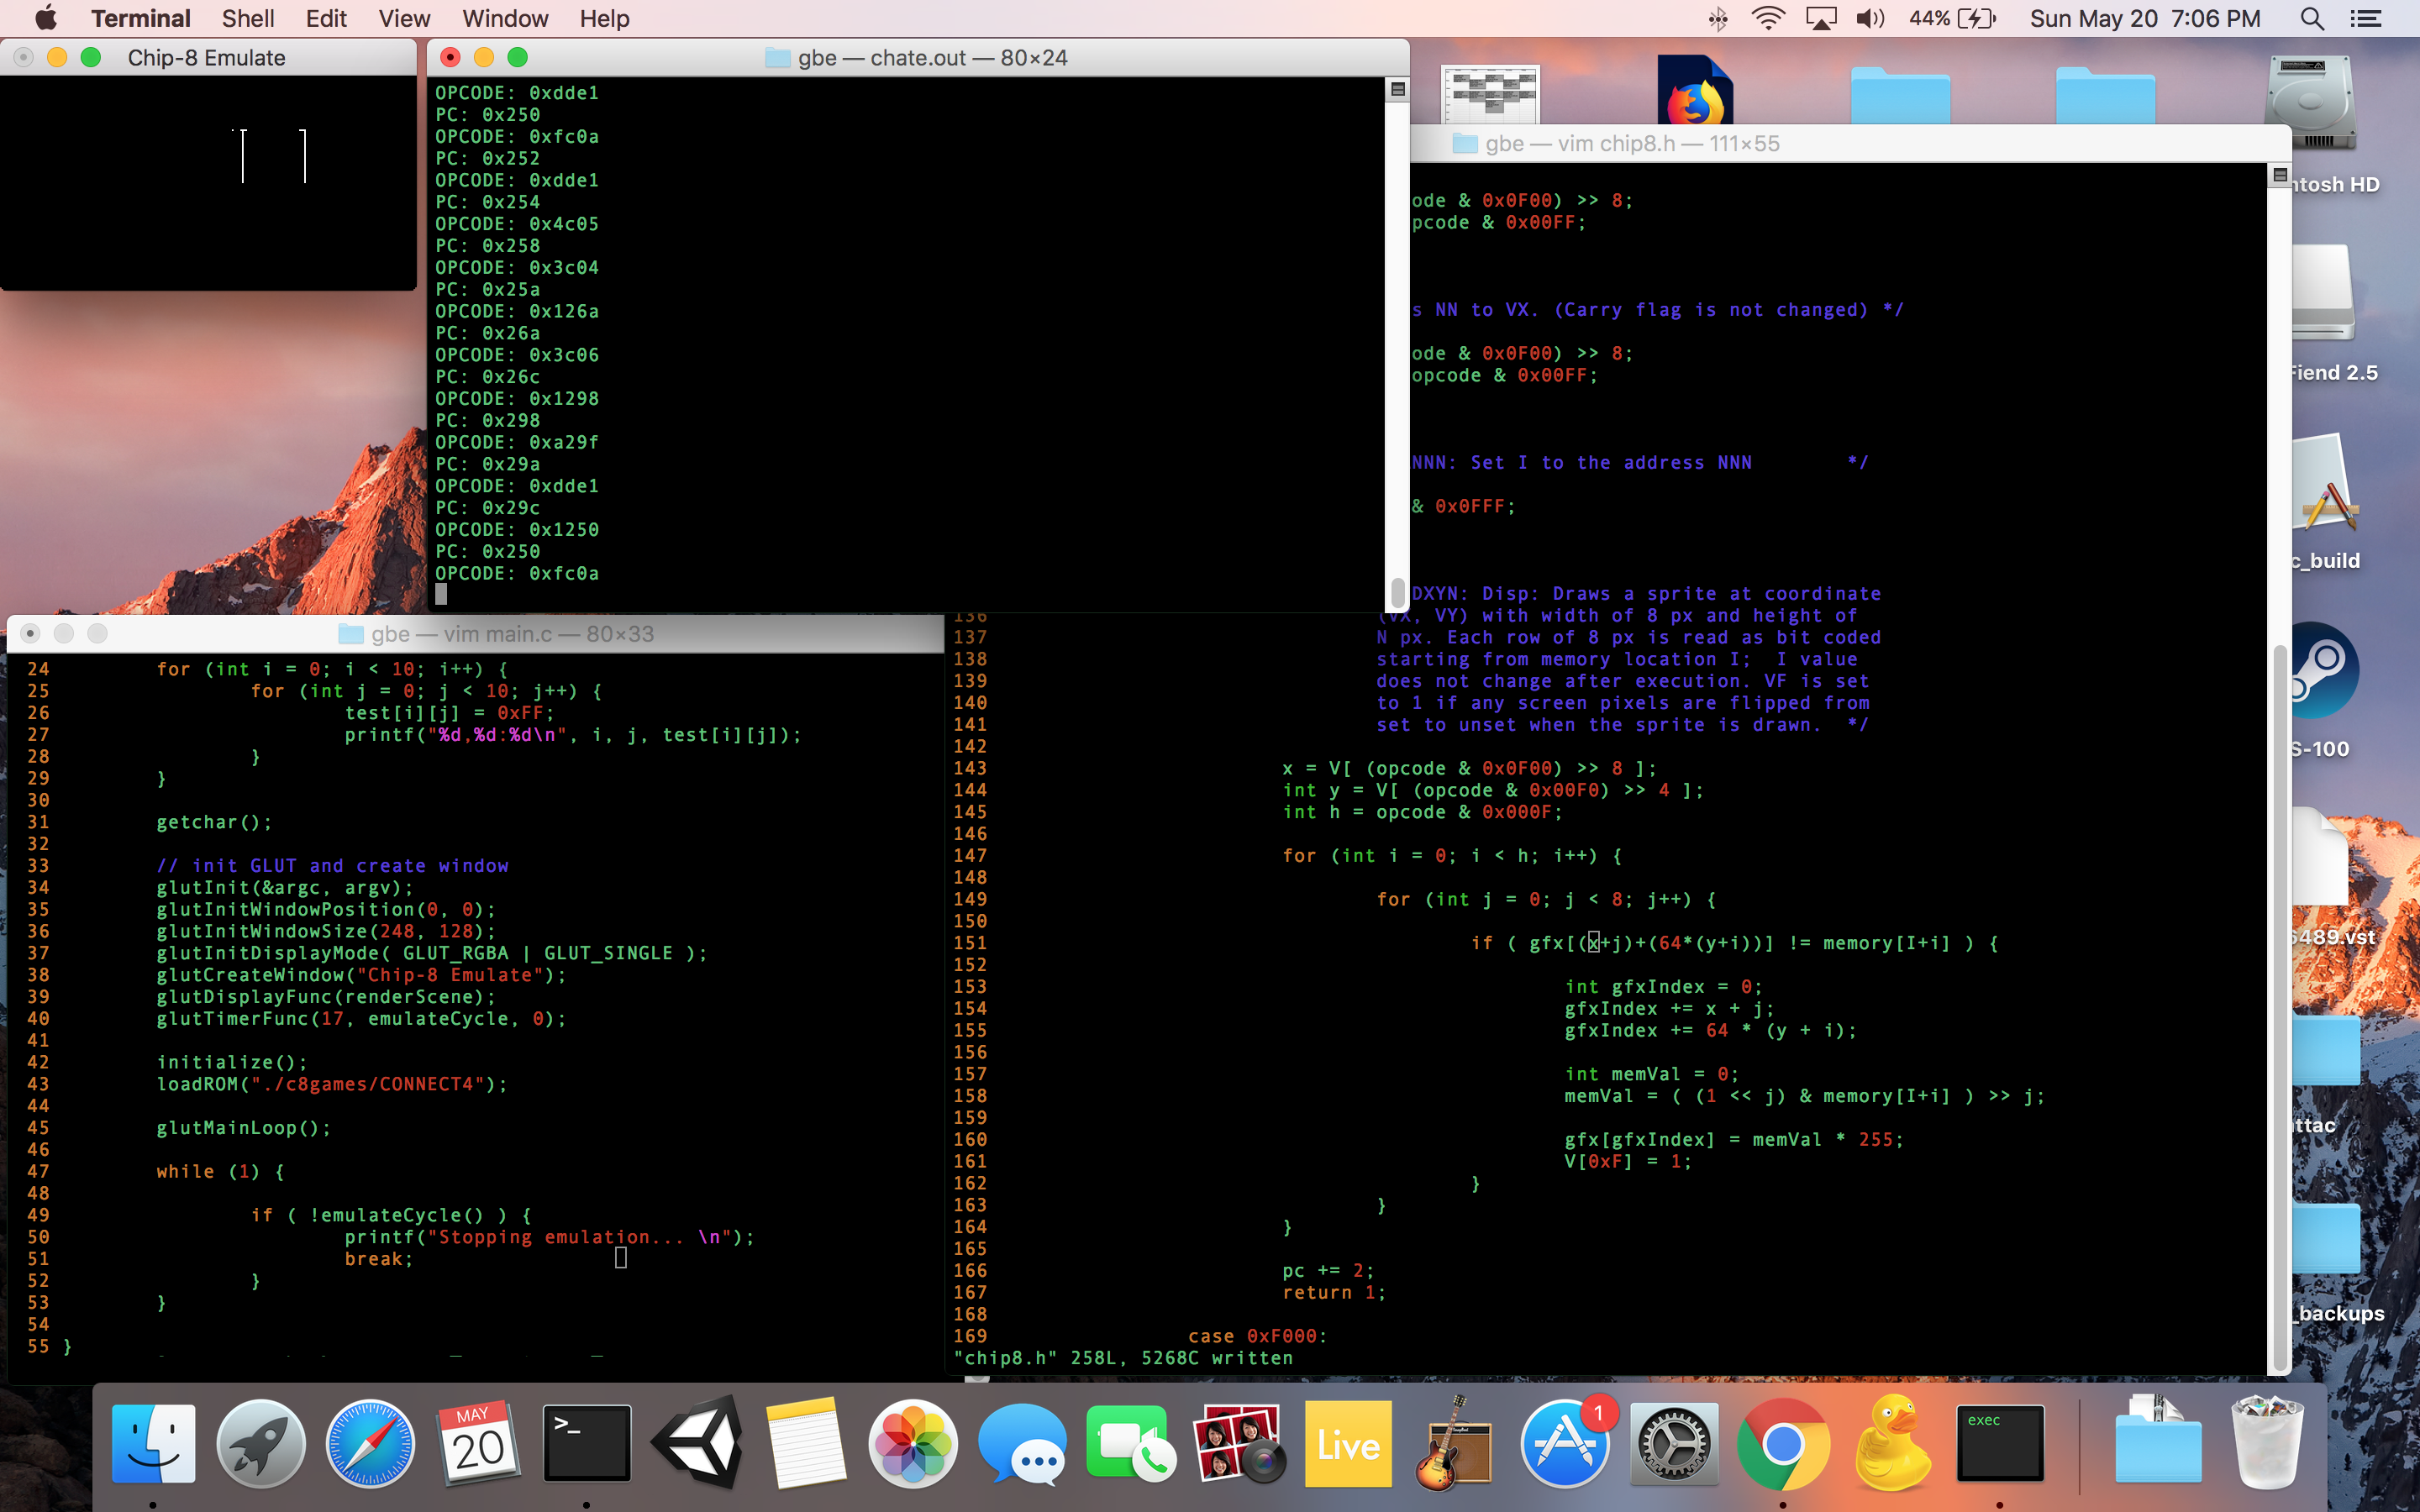 Terminal Shell Edit View Window Help 44% Sun May 20 7:06 PM
Chip-8 Emulate
gbe — chate.out — 80×24
OPCODE: 0xdde1
PC: 0x250
OPCODE: 0xfc0a
PC: 0x252
OPCODE: 0xdde1
PC: 0x254
OPCODE: 0x4c05
PC: 0x258
OPCODE: 0x3c04
PC: 0x25a
OPCODE: 0x126a
PC: 0x26a
OPCODE: 0x3c06
PC: 0x26c
OPCODE: 0x1298
PC: 0x298
OPCODE: 0xa29f
PC: 0x29a
OPCODE: 0xdde1
PC: 0x29c
OPCODE: 0x1250
PC: 0x250
OPCODE: 0xfc0a
gbe — vim chip8.h — 111×55
ode & 0x0F00) >> 8;
pcode & 0x00FF;
s NN to VX. (Carry flag is not changed) */
ode & 0x0F00) >> 8;
opcode & 0x00FF;
NNN: Set I to the address NNN */
& 0x0FFF;
DXYN: Disp: Draws a sprite at coordinate
136 (VX, VY) with width of 8 px and height of
137 N px. Each row of 8 px is read as bit coded
138 starting from memory location I; I value
139 does not change after execution. VF is set
140 to 1 if any screen pixels are flipped from
141 set to unset when the sprite is drawn. */
142
143 x = V[ (opcode & 0x0F00) >> 8 ];
144 int y = V[ (opcode & 0x00F0) >> 4 ];
145 int h = opcode & 0x000F;
146
147 for (int i = 0; i < h; i++) {
148
149 for (int j = 0; j < 8; j++) {
150
151 if ( gfx[(x+j)+(64*(y+i))] != memory[I+i] ) {
152
153 int gfxIndex = 0;
154 gfxIndex += x + j;
155 gfxIndex += 64 * (y + i);
156
157 int memVal = 0;
158 memVal = ( (1 << j) & memory[I+i] ) >> j;
159
160 gfx[gfxIndex] = memVal * 255;
161 V[0xF] = 1;
162 }
163 }
164 }
165
166 pc += 2;
167 return 1;
168
169 case 0xF000:
"chip8.h" 258L, 5268C written
gbe — vim main.c — 80×33
24 for (int i = 0; i < 10; i++) {
25 for (int j = 0; j < 10; j++) {
26 test[i][j] = 0xFF;
27 printf("%d,%d:%d\n", i, j, test[i][j]);
28 }
29 }
30
31 getchar();
32
33 // init GLUT and create window
34 glutInit(&argc, argv);
35 glutInitWindowPosition(0, 0);
36 glutInitWindowSize(248, 128);
37 glutInitDisplayMode( GLUT_RGBA | GLUT_SINGLE );
38 glutCreateWindow("Chip-8 Emulate");
39 glutDisplayFunc(renderScene);
40 glutTimerFunc(17, emulateCycle, 0);
41
42 initialize();
43 loadROM("./c8games/CONNECT4");
44
45 glutMainLoop();
46
47 while (1) {
48
49 if ( !emulateCycle() ) {
50 printf("Stopping emulation... \n");
51 break;
52 }
53 }
54
55 }
ntosh HD
Fiend 2.5
c_build
S-100
6489.vst
ttac
_backups
MAY
20
>_
Live
1
exec